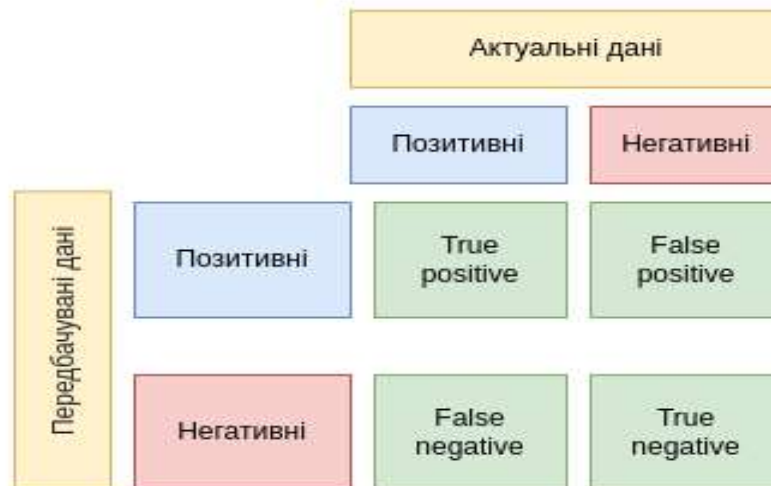 Актуальні дані
Позитивні
Негативні
Передбачувані дані
Позитивні
True
positive
False
positive
Негативні
False
negative
True
negative